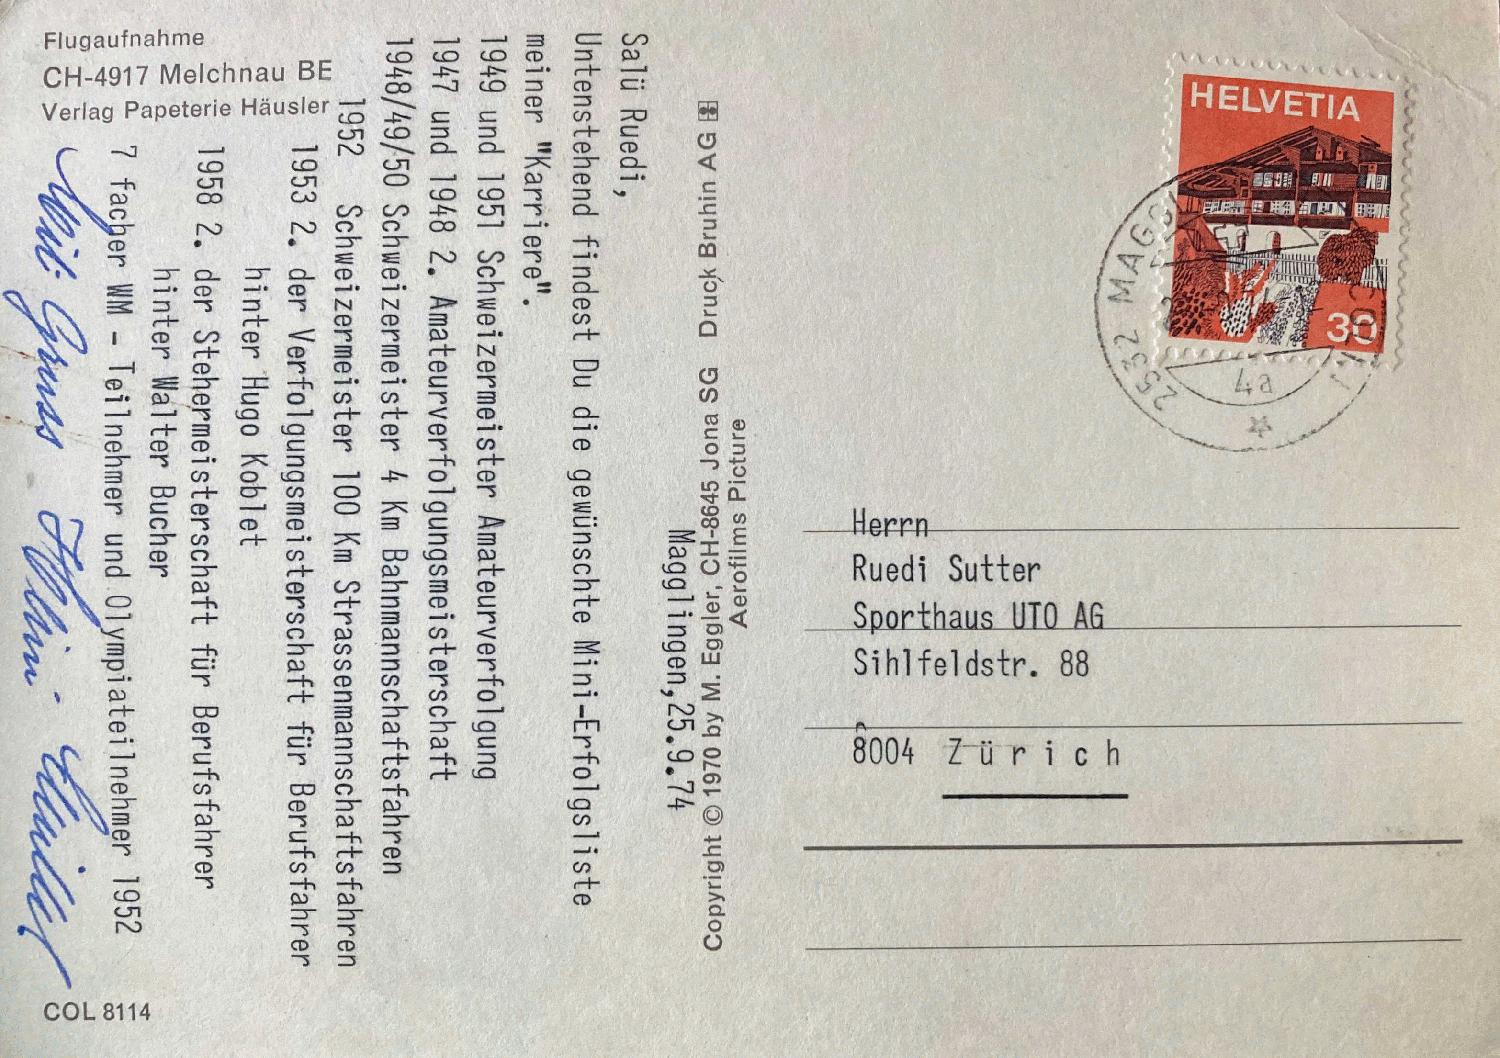 Flugaufnahme
CH-4917 Melchnau BE
Verlag Papeterie Häusler
Magglingen,25.9.74
Salü Ruedi,
Untenstehend findest Du die gewünschte Mini-Erfolgsliste
meiner "Karriere".
1949 und 1951 Schweizermeister Amateurverfolgung
1947 und 1948 2. Amateurverfolgungsmeisterschaft
1948/49/50 Schweizermeister 4 Km Bahnmannschaftsfahren
1952 Schweizermeister 100 Km Strassenmannschaftsfahren
1953 2. der Verfolgungsmeisterschaft für Berufsfahrer
hinter Hugo Koblet
1958 2. der Stehermeisterschaft für Berufsfahrer
hinter Walter Bucher
7 facher WM - Teilnehmer und Olympiateilnehmer 1952
Mit Gruss
COL 8114
Copyright © 1970 by M. Eggler, CH-8645 Jona SG Druck Bruhin AG
Aerofilms Picture
HELVETIA
30
2532 MAGGLINGEN
4a
Herrn
Ruedi Sutter
Sporthaus UTO AG
Sihlfeldstr. 88
8004 Zürich